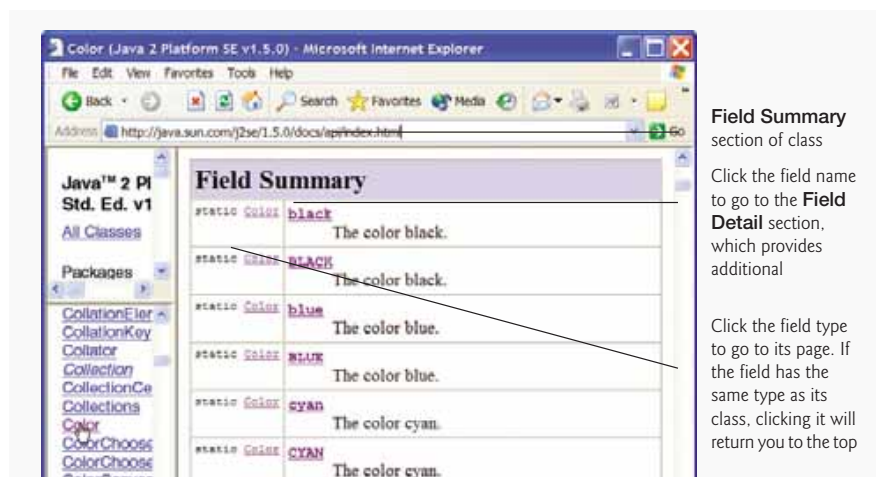 Color (Java 2 Platform SE v1.5.0) - Microsoft Internet Explorer
File Edit View Favorites Tools Help
Back Search Favorites Media
Address http://java.sun.com/j2se/1.5.0/docs/api/index.html Go
Java™ 2 Pl
Std. Ed. v1
All Classes
Packages
CollationEler
CollationKey
Collator
Collection
CollectionCe
Collections
Color
ColorChoose
ColorChoose
Field Summary
static Color black
The color black.
static Color BLACK
The color black.
static Color blue
The color blue.
static Color BLUE
The color blue.
static Color cyan
The color cyan.
static Color CYAN
The color cyan.
Field Summary
section of class
Click the field name
to go to the Field
Detail section,
which provides
additional
Click the field type
to go to its page. If
the field has the
same type as its
class, clicking it will
return you to the top